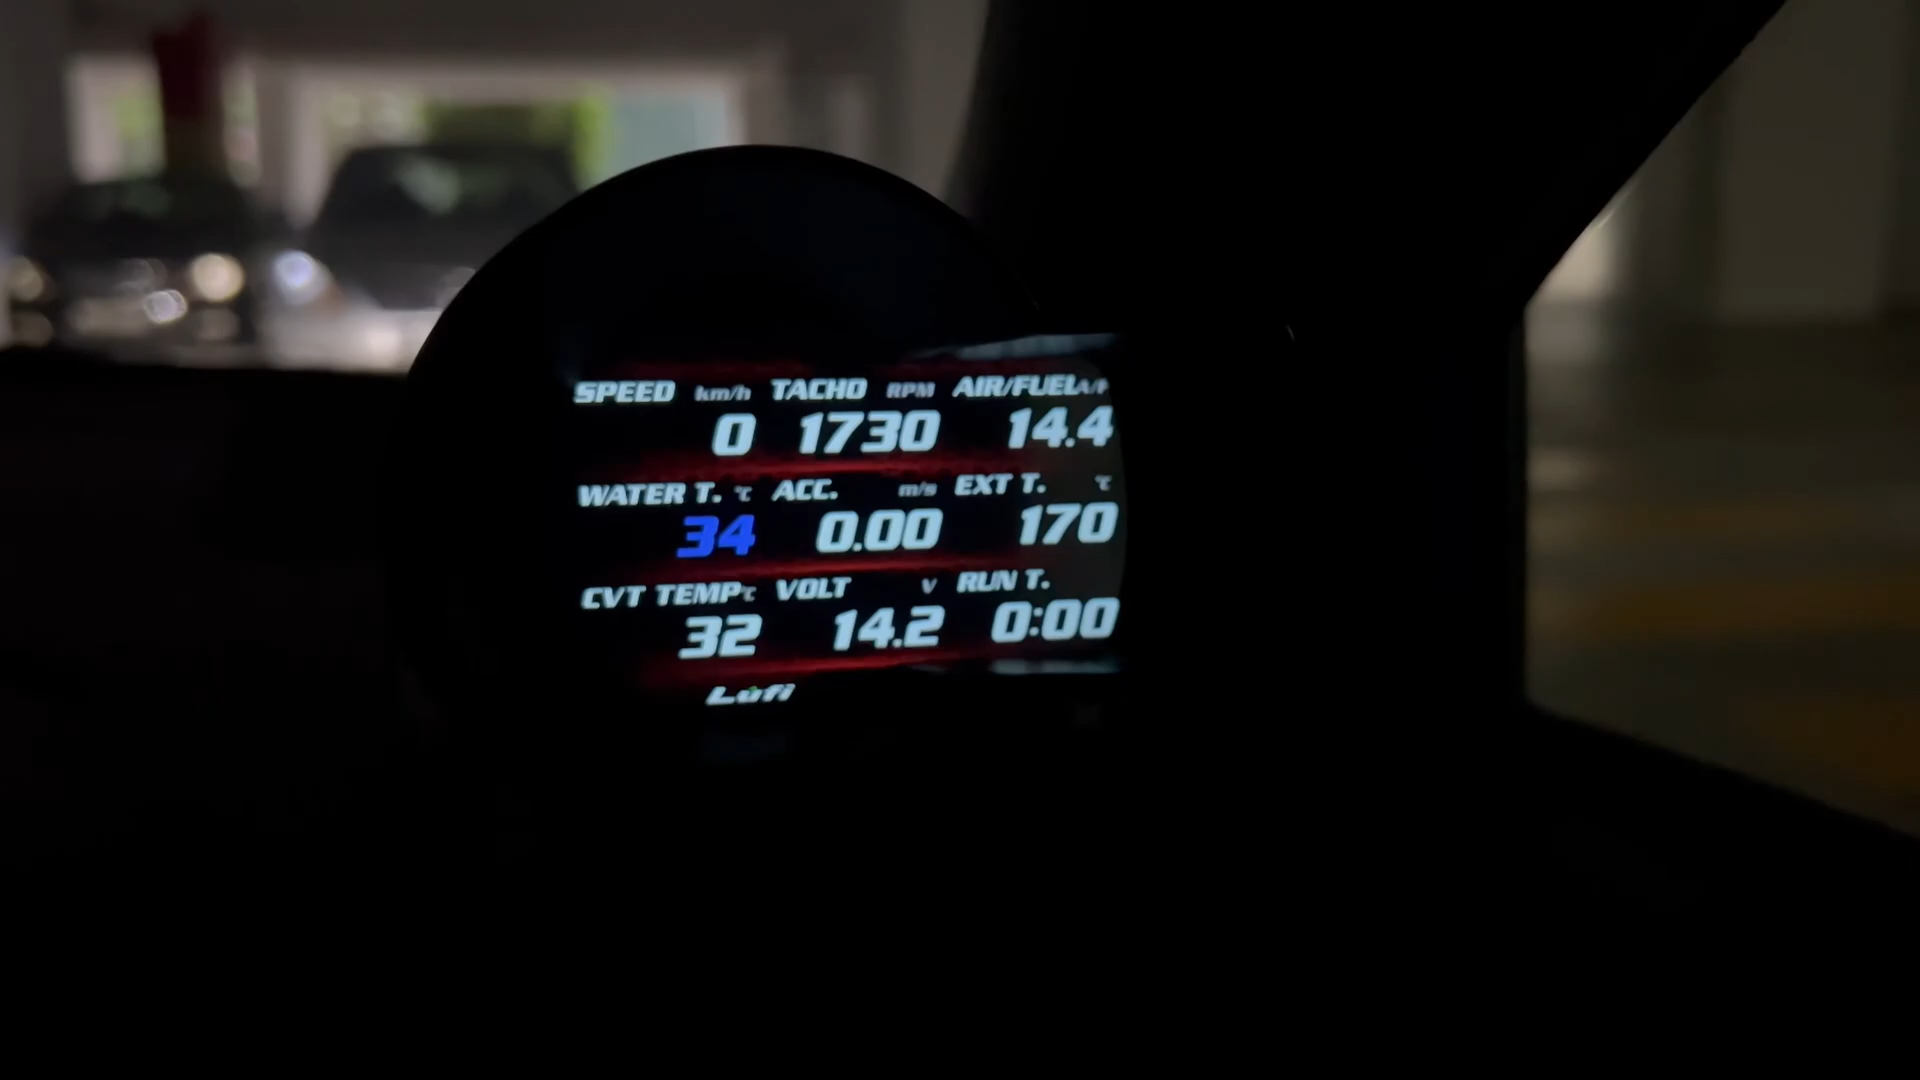 SPEED km/h TACHO RPM AIR/FUEL A/F
0 1730 14.4
WATER T. ℃ ACC. m/s EXT T. ℃
34 0.00 170
CVT TEMP ℃ VOLT V RUN T.
32 14.2 0:00
Lufi